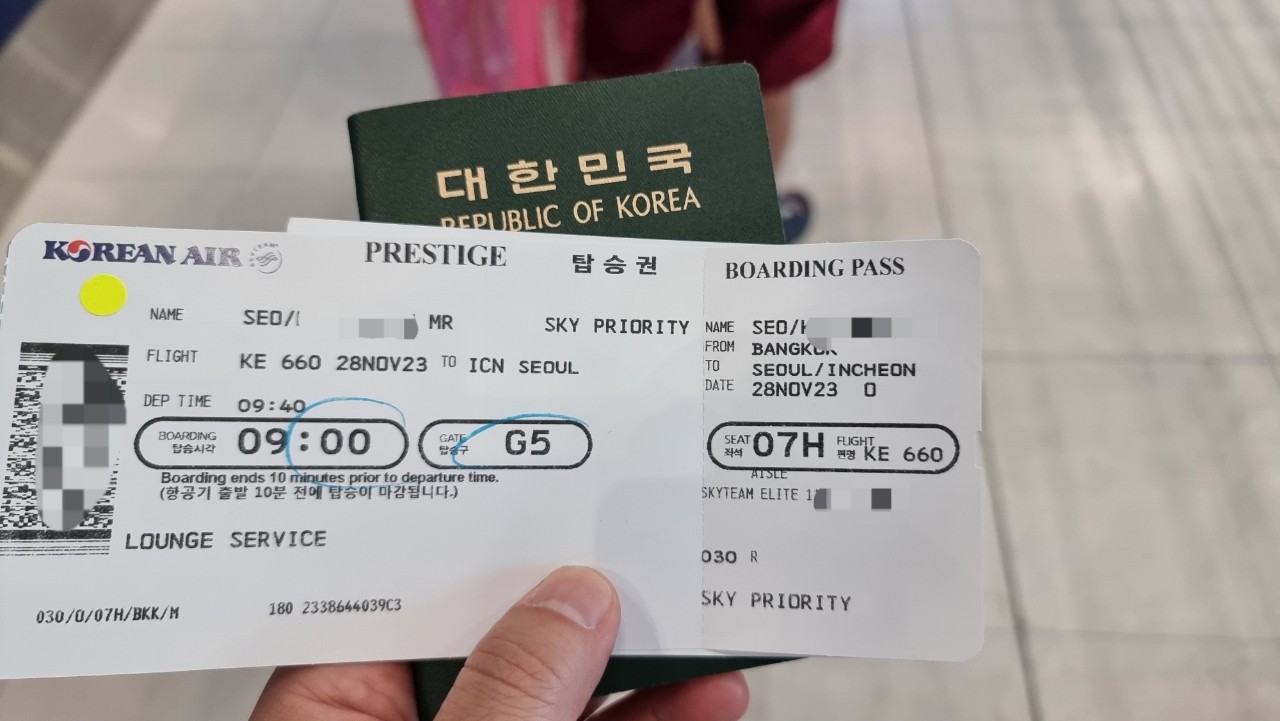 대한민국
REPUBLIC OF KOREA
KOREAN AIR
PRESTIGE
탑승권
BOARDING PASS
NAME SEO/ MR SKY PRIORITY
FLIGHT KE 660 28NOV23 TO ICN SEOUL
DEP TIME 09:40
BOARDING 09:00
탑승시각
GATE G5
탑승구
Boarding ends 10 minutes prior to departure time.
(항공기 출발 10분 전에 탑승이 마감됩니다.)
LOUNGE SERVICE
030/0/07H/BKK/M 180 2338644039C3
NAME SEO/
FROM BANGKOK
TO SEOUL/INCHEON
DATE 28NOV23 O
SEAT 07H FLIGHT KE 660
좌석 편명
AISLE
SKYTEAM ELITE
030 R
SKY PRIORITY